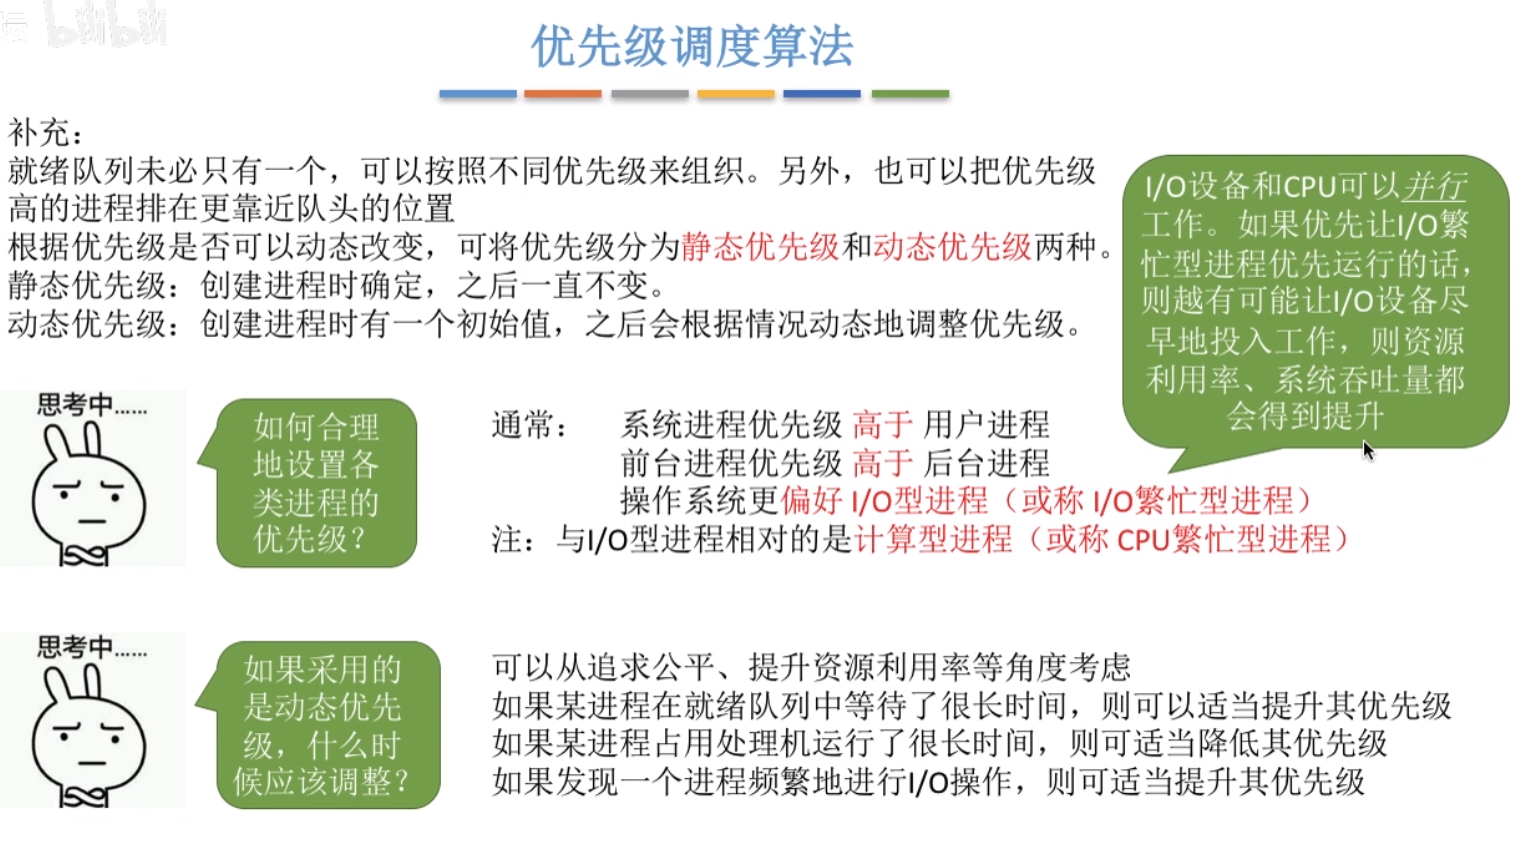 bilibili
优先级调度算法
补充：
就绪队列未必只有一个，可以按照不同优先级来组织。另外，也可以把优先级
高的进程排在更靠近队头的位置
根据优先级是否可以动态改变，可将优先级分为静态优先级和动态优先级两种。
静态优先级：创建进程时确定，之后一直不变。
动态优先级：创建进程时有一个初始值，之后会根据情况动态地调整优先级。
I/O设备和CPU可以并行
工作。如果优先让I/O繁
忙型进程优先运行的话，
则越有可能让I/O设备尽
早地投入工作，则资源
利用率、系统吞吐量都
会得到提升
思考中......
如何合理
地设置各
类进程的
优先级？
通常： 系统进程优先级 高于 用户进程
前台进程优先级 高于 后台进程
操作系统更偏好 I/O型进程（或称 I/O繁忙型进程）
注：与I/O型进程相对的是计算型进程（或称 CPU繁忙型进程）
思考中......
如果采用的
是动态优先
级，什么时
候应该调整？
可以从追求公平、提升资源利用率等角度考虑
如果某进程在就绪队列中等待了很长时间，则可以适当提升其优先级
如果某进程占用处理机运行了很长时间，则可适当降低其优先级
如果发现一个进程频繁地进行I/O操作，则可适当提升其优先级